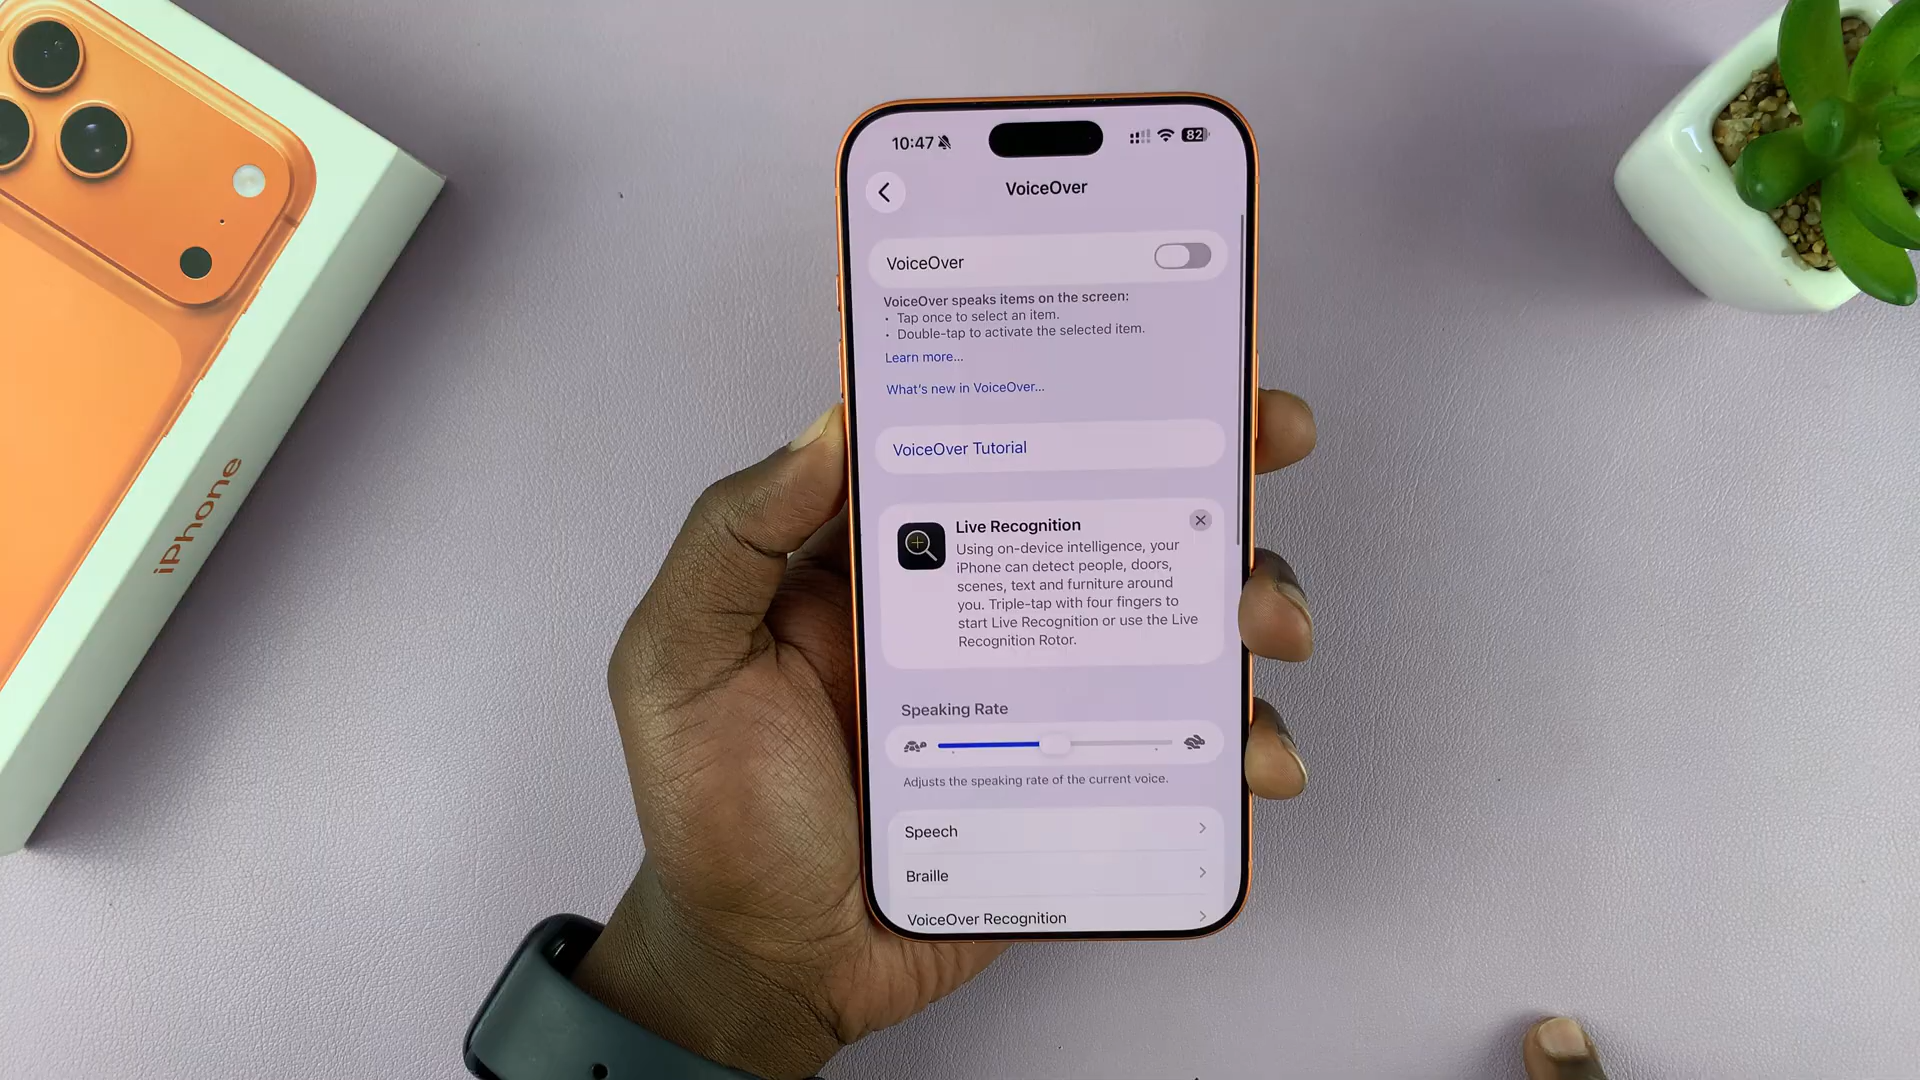 iPhone
10:47
82
VoiceOver
VoiceOver
VoiceOver speaks items on the screen:
• Tap once to select an item.
• Double-tap to activate the selected item.
Learn more...
What's new in VoiceOver...
VoiceOver Tutorial
Live Recognition
Using on-device intelligence, your
iPhone can detect people, doors,
scenes, text and furniture around
you. Triple-tap with four fingers to
start Live Recognition or use the Live
Recognition Rotor.
Speaking Rate
Adjusts the speaking rate of the current voice.
Speech
Braille
VoiceOver Recognition